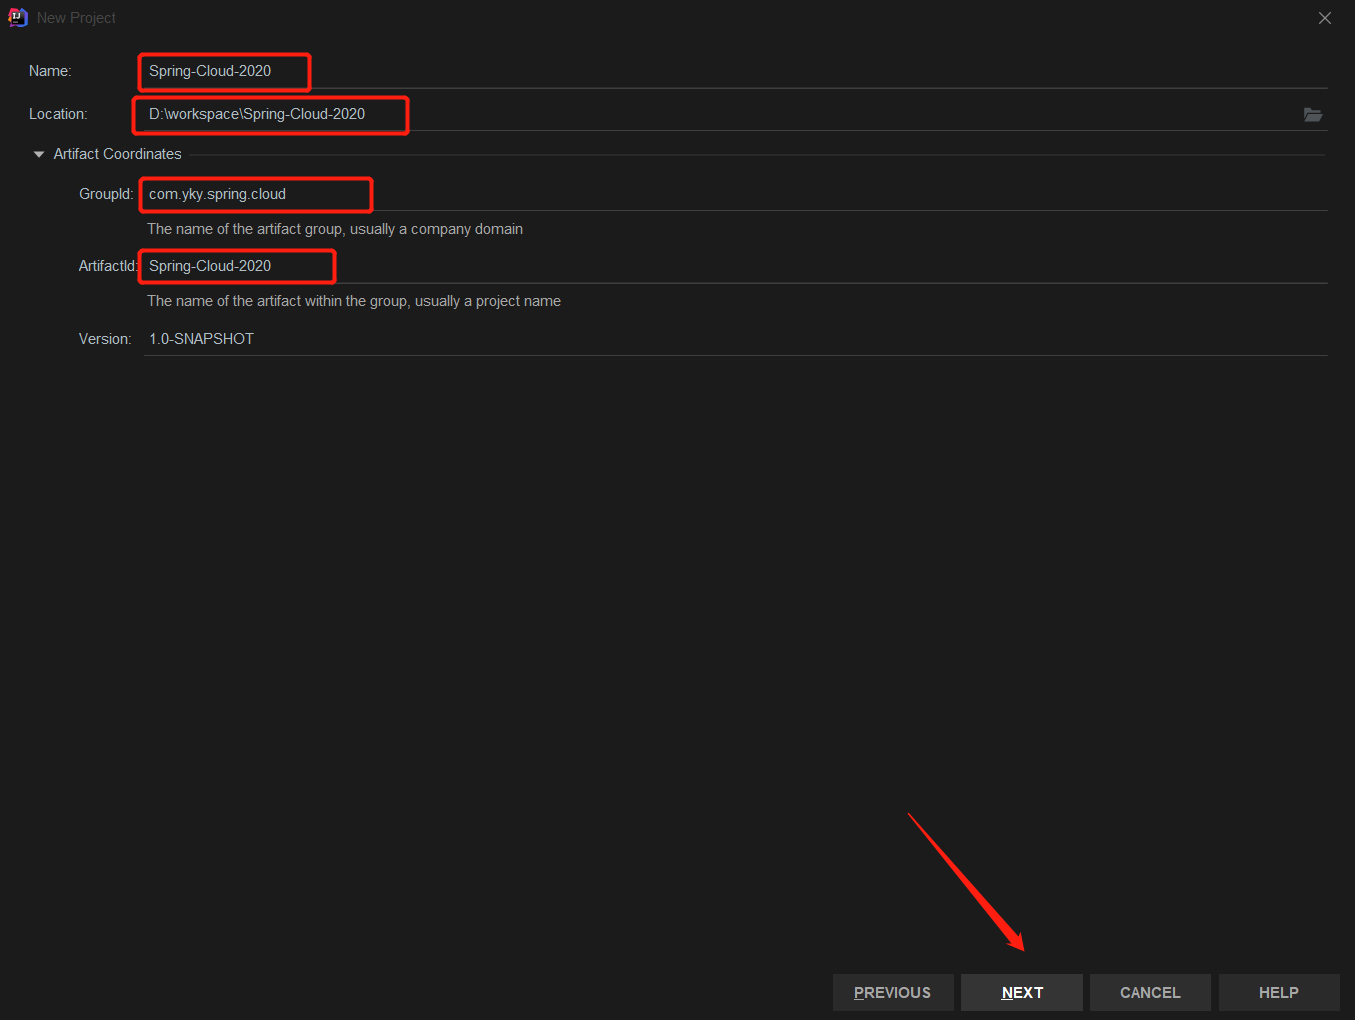 New Project
Name: Spring-Cloud-2020
Location: D:\workspace\Spring-Cloud-2020
Artifact Coordinates
GroupId: com.yky.spring.cloud
The name of the artifact group, usually a company domain
ArtifactId: Spring-Cloud-2020
The name of the artifact within the group, usually a project name
Version: 1.0-SNAPSHOT
PREVIOUS NEXT CANCEL HELP